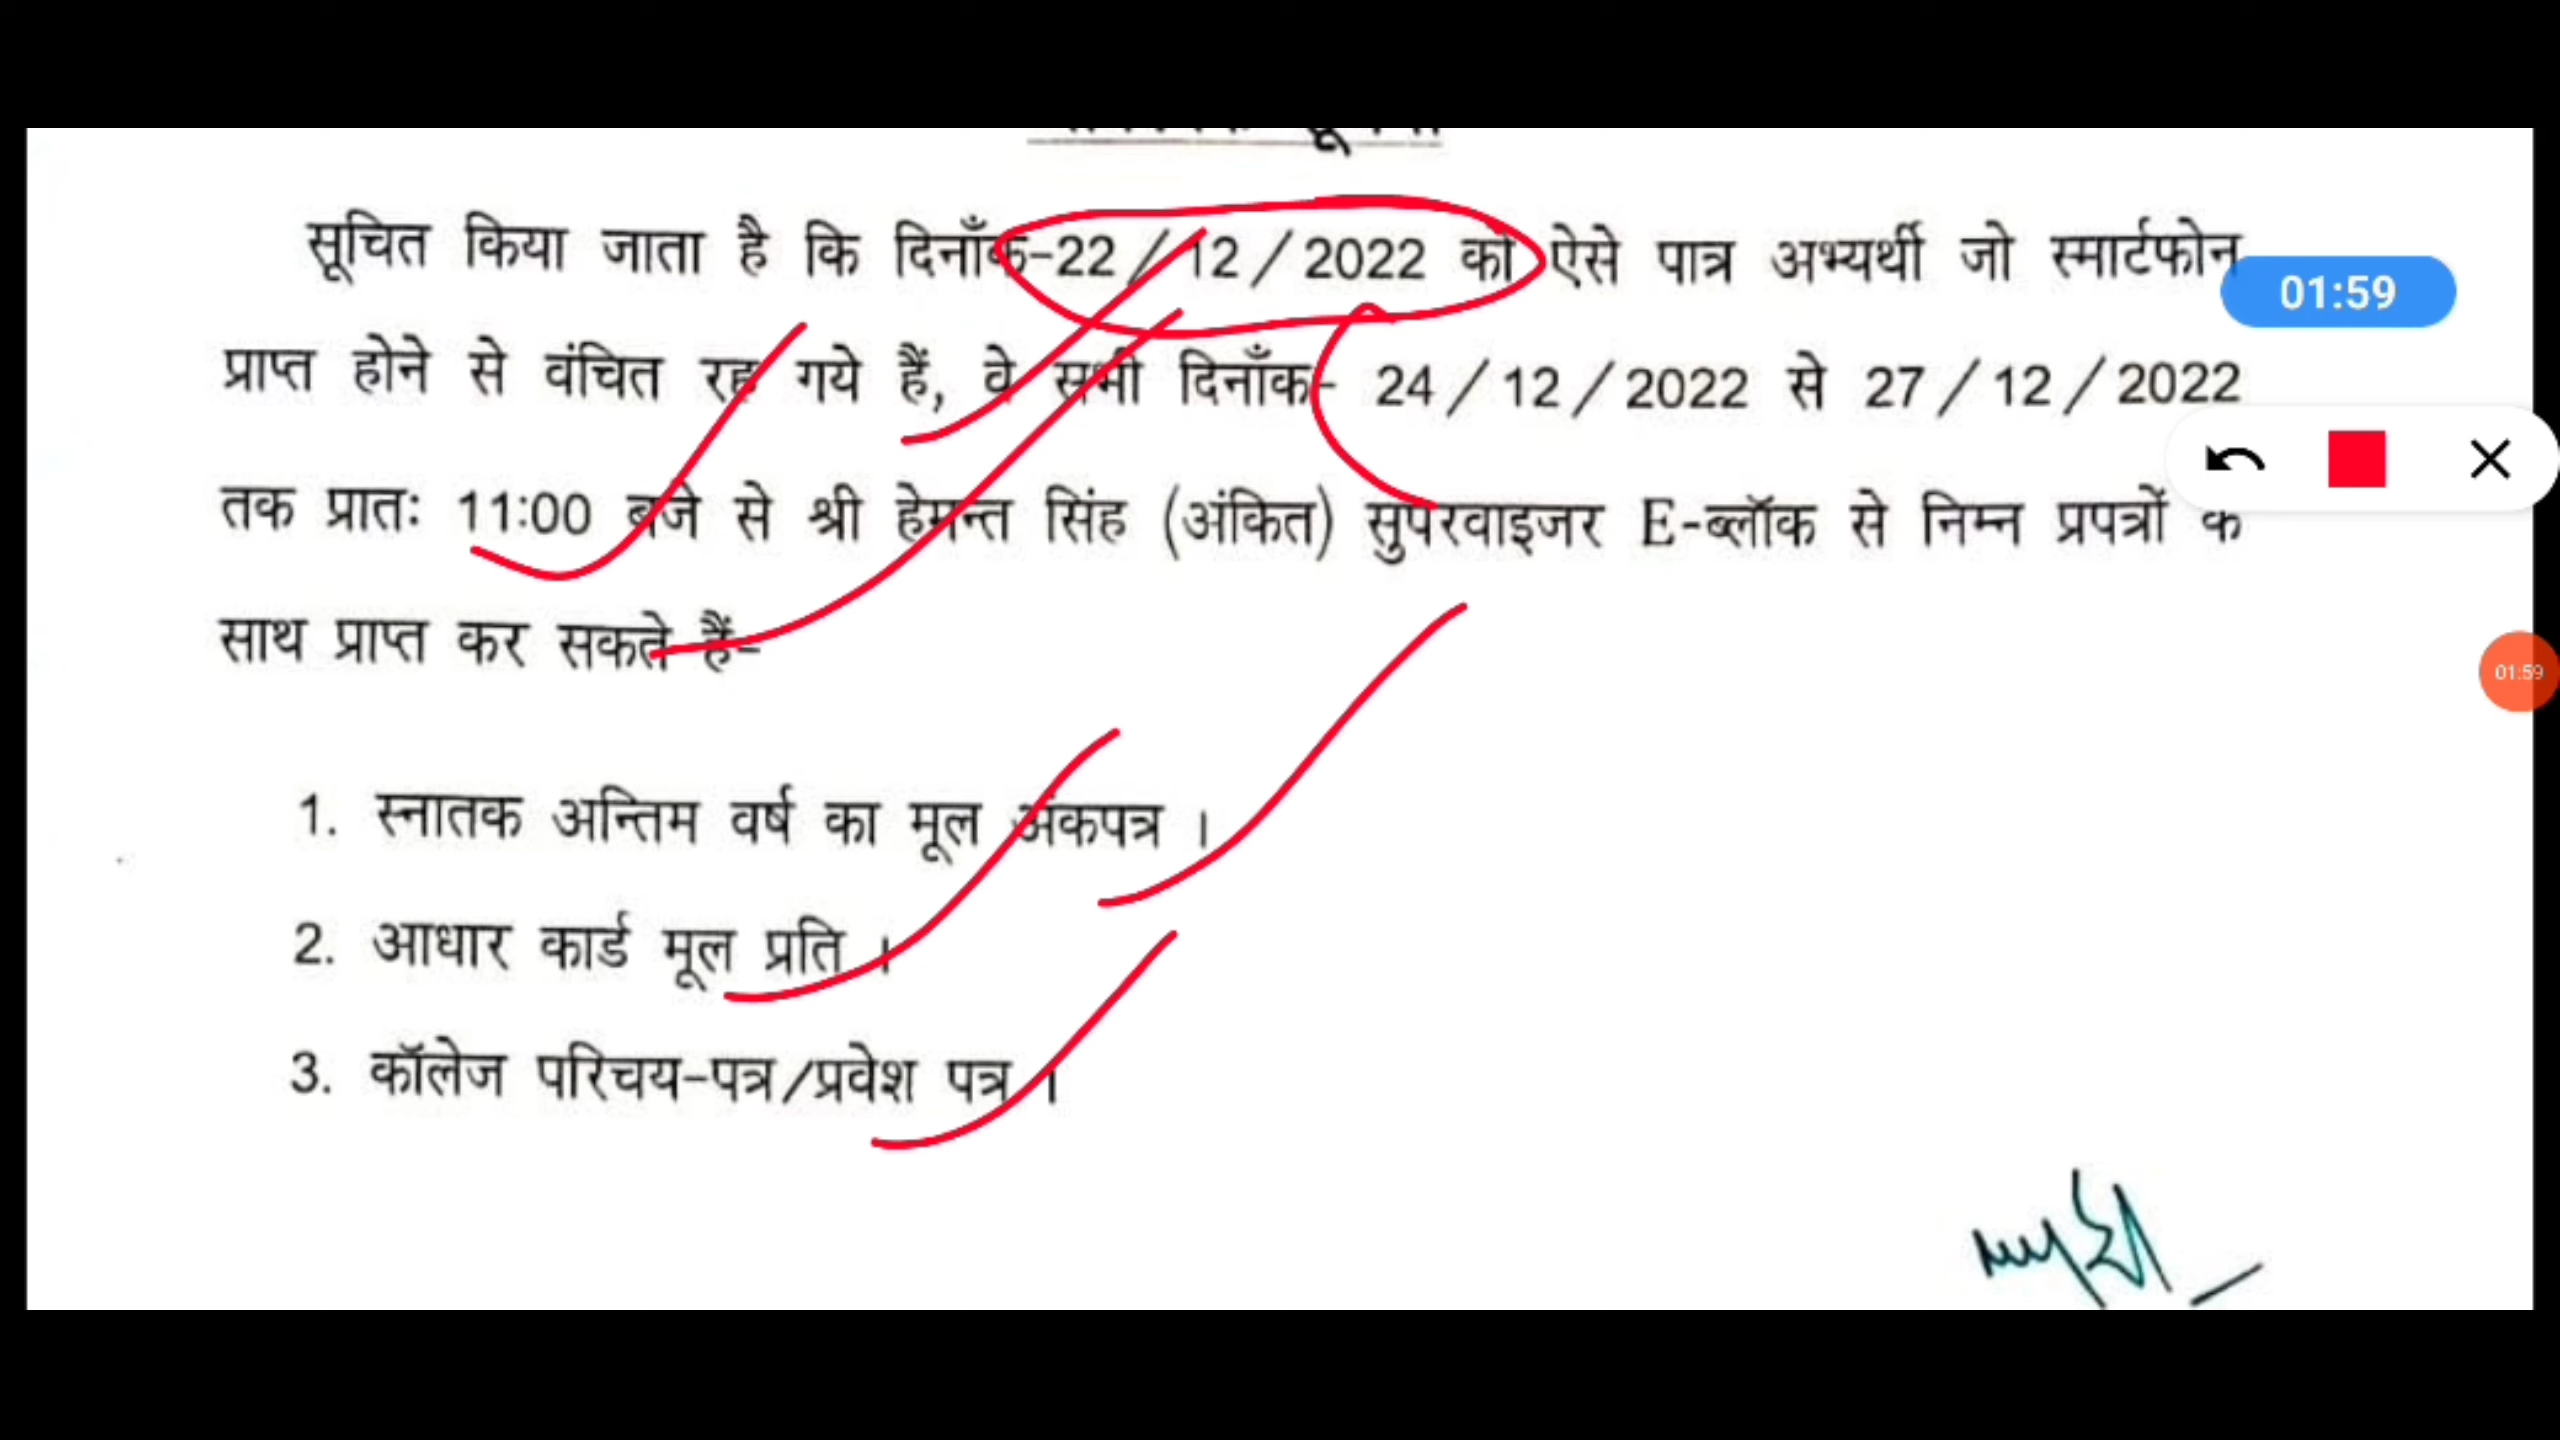 सूचित किया जाता है कि दिनाँक-22/12/2022 को ऐसे पात्र अभ्यर्थी जो स्मार्टफोन
01:59
प्राप्त होने से वंचित रह गये हैं, वे सभी दिनाँक- 24/12/2022 से 27/12/2022
तक प्रातः 11:00 बजे से श्री हेमन्त सिंह (अंकित) सुपरवाइजर E-ब्लॉक से निम्न प्रपत्रों
साथ प्राप्त कर सकते हैं-
01:59
1. स्नातक अन्तिम वर्ष का मूल अंकपत्र ।
2. आधार कार्ड मूल प्रति ।
3. कॉलेज परिचय-पत्र/प्रवेश पत्र ।